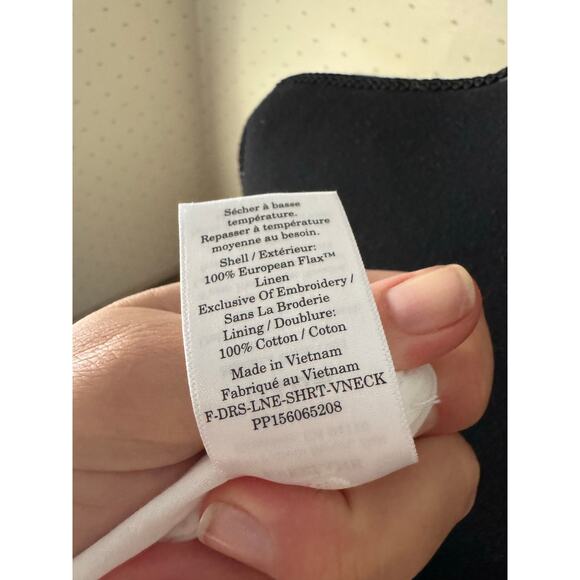 Sécher à basse
température.
Repasser à température
moyenne au besoin.
Shell / Extérieur:
100% European Flax™
Linen
Exclusive Of Embroidery /
Sans La Broderie
Lining / Doublure:
100% Cotton / Coton
Made in Vietnam
Fabriqué au Vietnam
F-DRS-LNE-SHRT-VNECK
PP156065208